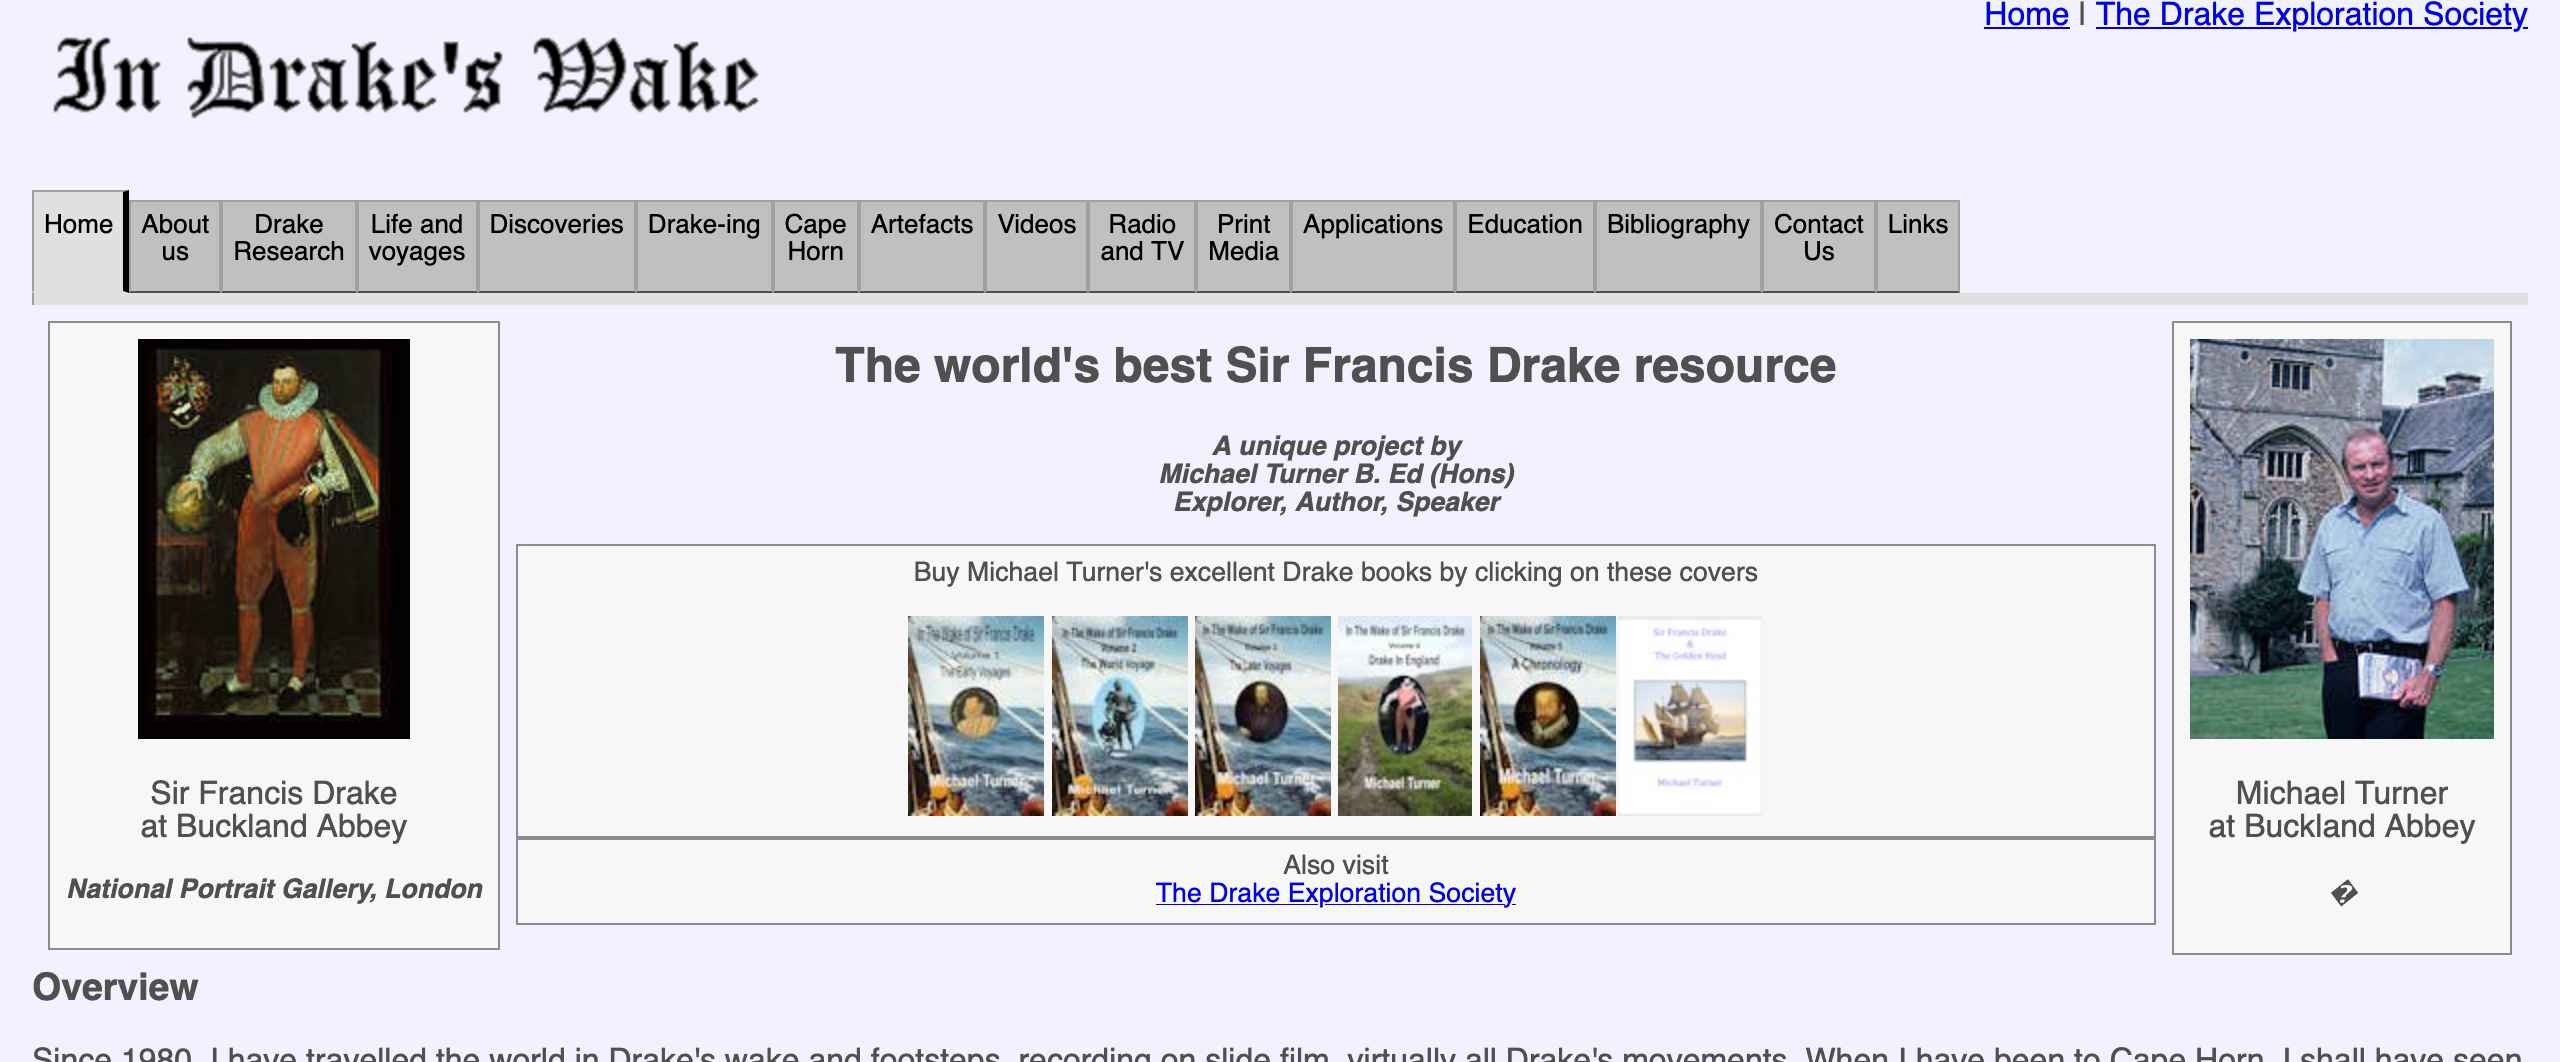 Home | The Drake Exploration Society
In Drake's Wake
Home
About us
Drake Research
Life and voyages
Discoveries
Drake-ing
Cape Horn
Artefacts
Videos
Radio and TV
Print Media
Applications
Education
Bibliography
Contact Us
Links
Sir Francis Drake
at Buckland Abbey
National Portrait Gallery, London
The world's best Sir Francis Drake resource
A unique project by
Michael Turner B. Ed (Hons)
Explorer, Author, Speaker
Buy Michael Turner's excellent Drake books by clicking on these covers
In The Wake of Sir Francis Drake
Volume 1
The Early Voyages
Michael Turner
In The Wake of Sir Francis Drake
Volume 2
The World Voyage
Michael Turner
In The Wake of Sir Francis Drake
The Late Voyages
Michael Turner
In The Wake of Sir Francis Drake
Drake In England
Michael Turner
In The Wake of Sir Francis Drake
A Chronology
Michael Turner
Sir Francis Drake
&
The Golden Hind
Michael Turner
Also visit
The Drake Exploration Society
Michael Turner
at Buckland Abbey
�
Overview
Since 1980, I have travelled the world in Drake's wake and footsteps, recording on slide film, virtually all Drake's movements. When I have been to Cape Horn, I shall have seen